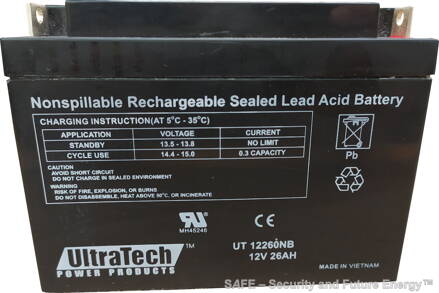 Nonspillable Rechargeable Sealed Lead Acid Battery
CHARGING INSTRUCTION(AT 5°C - 35°C)
APPLICATION VOLTAGE CURRENT
STANDBY 13.5 - 13.8 NO LIMIT
CYCLE USE 14.4 - 15.0 0.3 CAPACITY
CAUTION
AVOID SHORT CIRCUIT
DO NOT CHARGE IN SEALED ENVIRONMENT
WARNING
RISK OF FIRE, EXPLOSION, OR BURNS
DO NOT DISASSEMBLE, HEAT ABOVE 50°C, OR INCINERATE
Pb
MH45246
CE
UltraTech™
POWER PRODUCTS
UT 12260NB
12V 26AH
MADE IN VIETNAM
SAFE – Security and Future Energy™